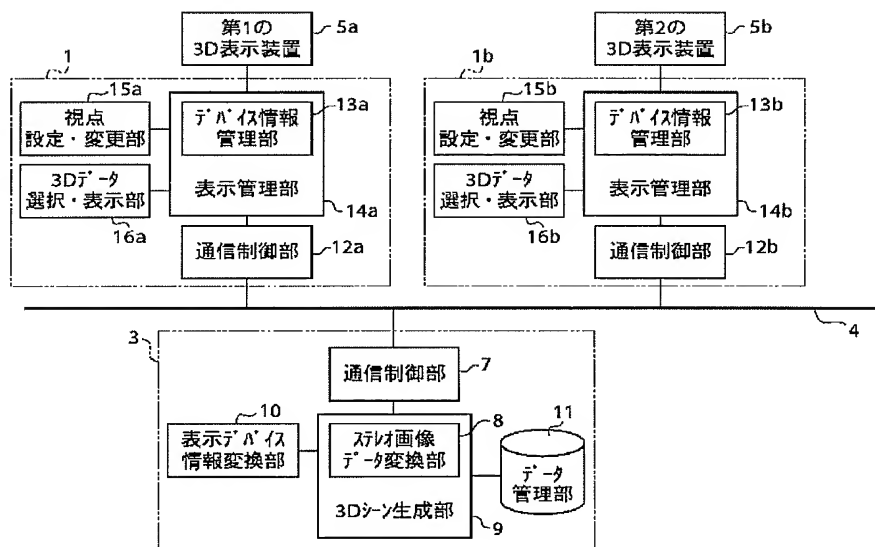 第1の
3D表示装置
5a
第2の
3D表示装置
5b
1
15a
視点
設定・変更部
13a
デバイス情報
管理部
3Dデータ
選択・表示部
16a
表示管理部
14a
通信制御部
12a
1b
15b
視点
設定・変更部
13b
デバイス情報
管理部
3Dデータ
選択・表示部
16b
表示管理部
14b
通信制御部
12b
4
3
通信制御部
7
10
表示デバイス
情報変換部
8
ステレオ画像
データ変換部
3Dシーン生成部
9
11
データ
管理部